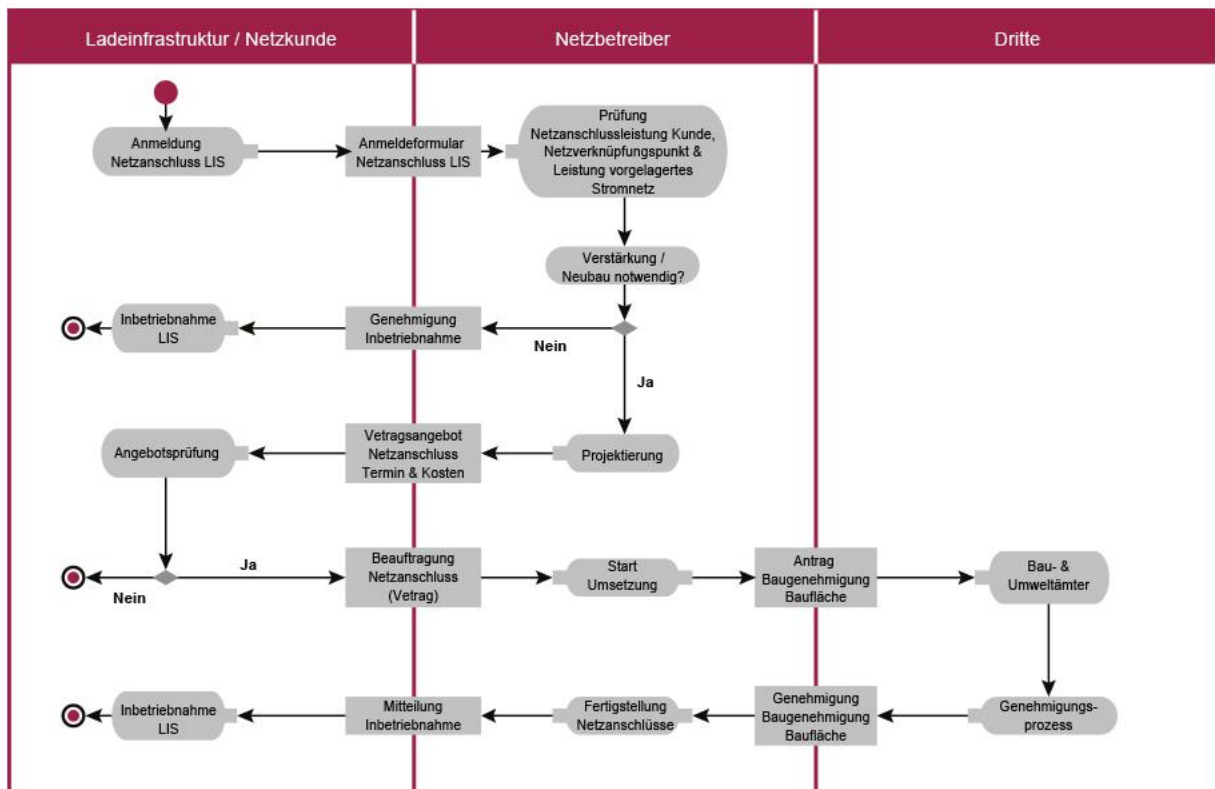 Ladeinfrastruktur / Netzkunde
Netzbetreiber
Dritte
Anmeldung
Netzanschluss LIS
Anmeldeformular
Netzanschluss LIS
Prüfung
Netzanschlussleistung Kunde,
Netzverknüpfungspunkt &
Leistung vorgelagertes
Stromnetz
Verstärkung /
Neubau notwendig?
Inbetriebnahme
LIS
Genehmigung
Inbetriebnahme
Nein
Ja
Angebotsprüfung
Vetragsangebot
Netzanschluss
Termin & Kosten
Projektierung
Nein
Ja
Beauftragung
Netzanschluss
(Vetrag)
Start
Umsetzung
Antrag
Baugenehmigung
Baufläche
Bau- &
Umweltämter
Inbetriebnahme
LIS
Mitteilung
Inbetriebnahme
Fertigstellung
Netzanschlüsse
Genehmigung
Baugenehmigung
Baufläche
Genehmigungs-
prozess